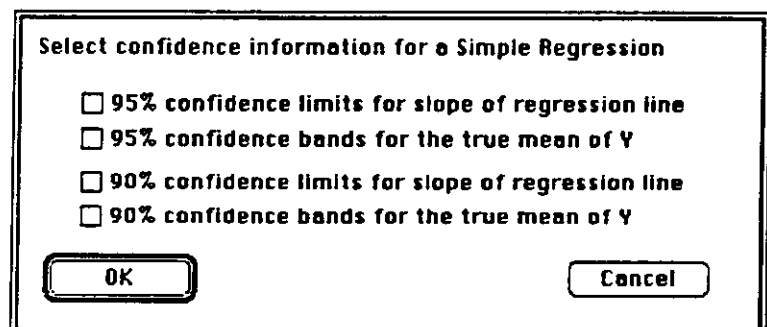 Select confidence information for a Simple Regression
95% confidence limits for slope of regression line
95% confidence bands for the true mean of Y
90% confidence limits for slope of regression line
90% confidence bands for the true mean of Y
OK
Cancel